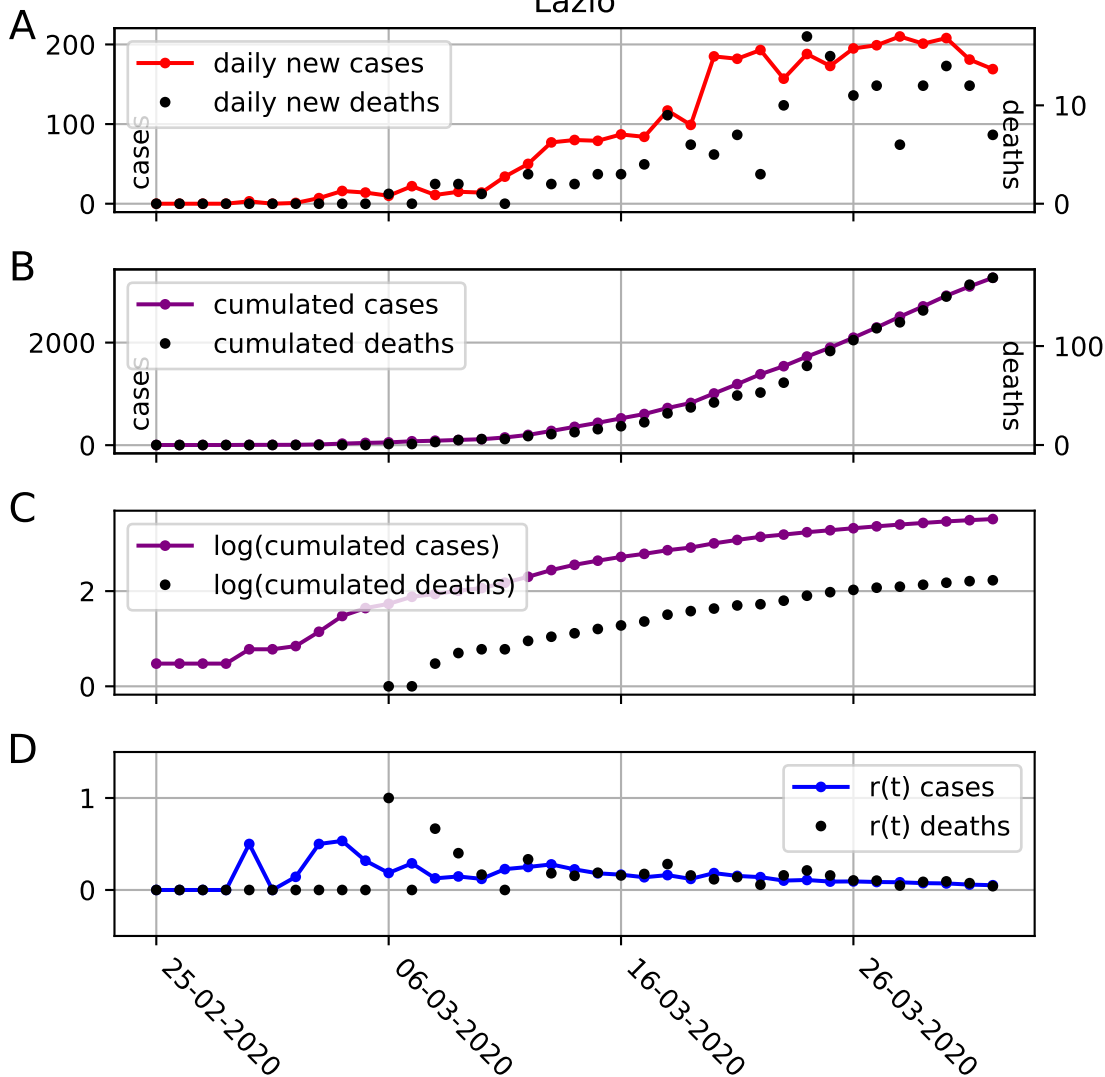 Lazio
A
200
100
0
cases
daily new cases
daily new deaths
10
0
deaths
B
2000
0
cases
cumulated cases
cumulated deaths
100
0
deaths
C
2
0
log(cumulated cases)
log(cumulated deaths)
D
1
0
r(t) cases
r(t) deaths
25-02-2020
06-03-2020
16-03-2020
26-03-2020